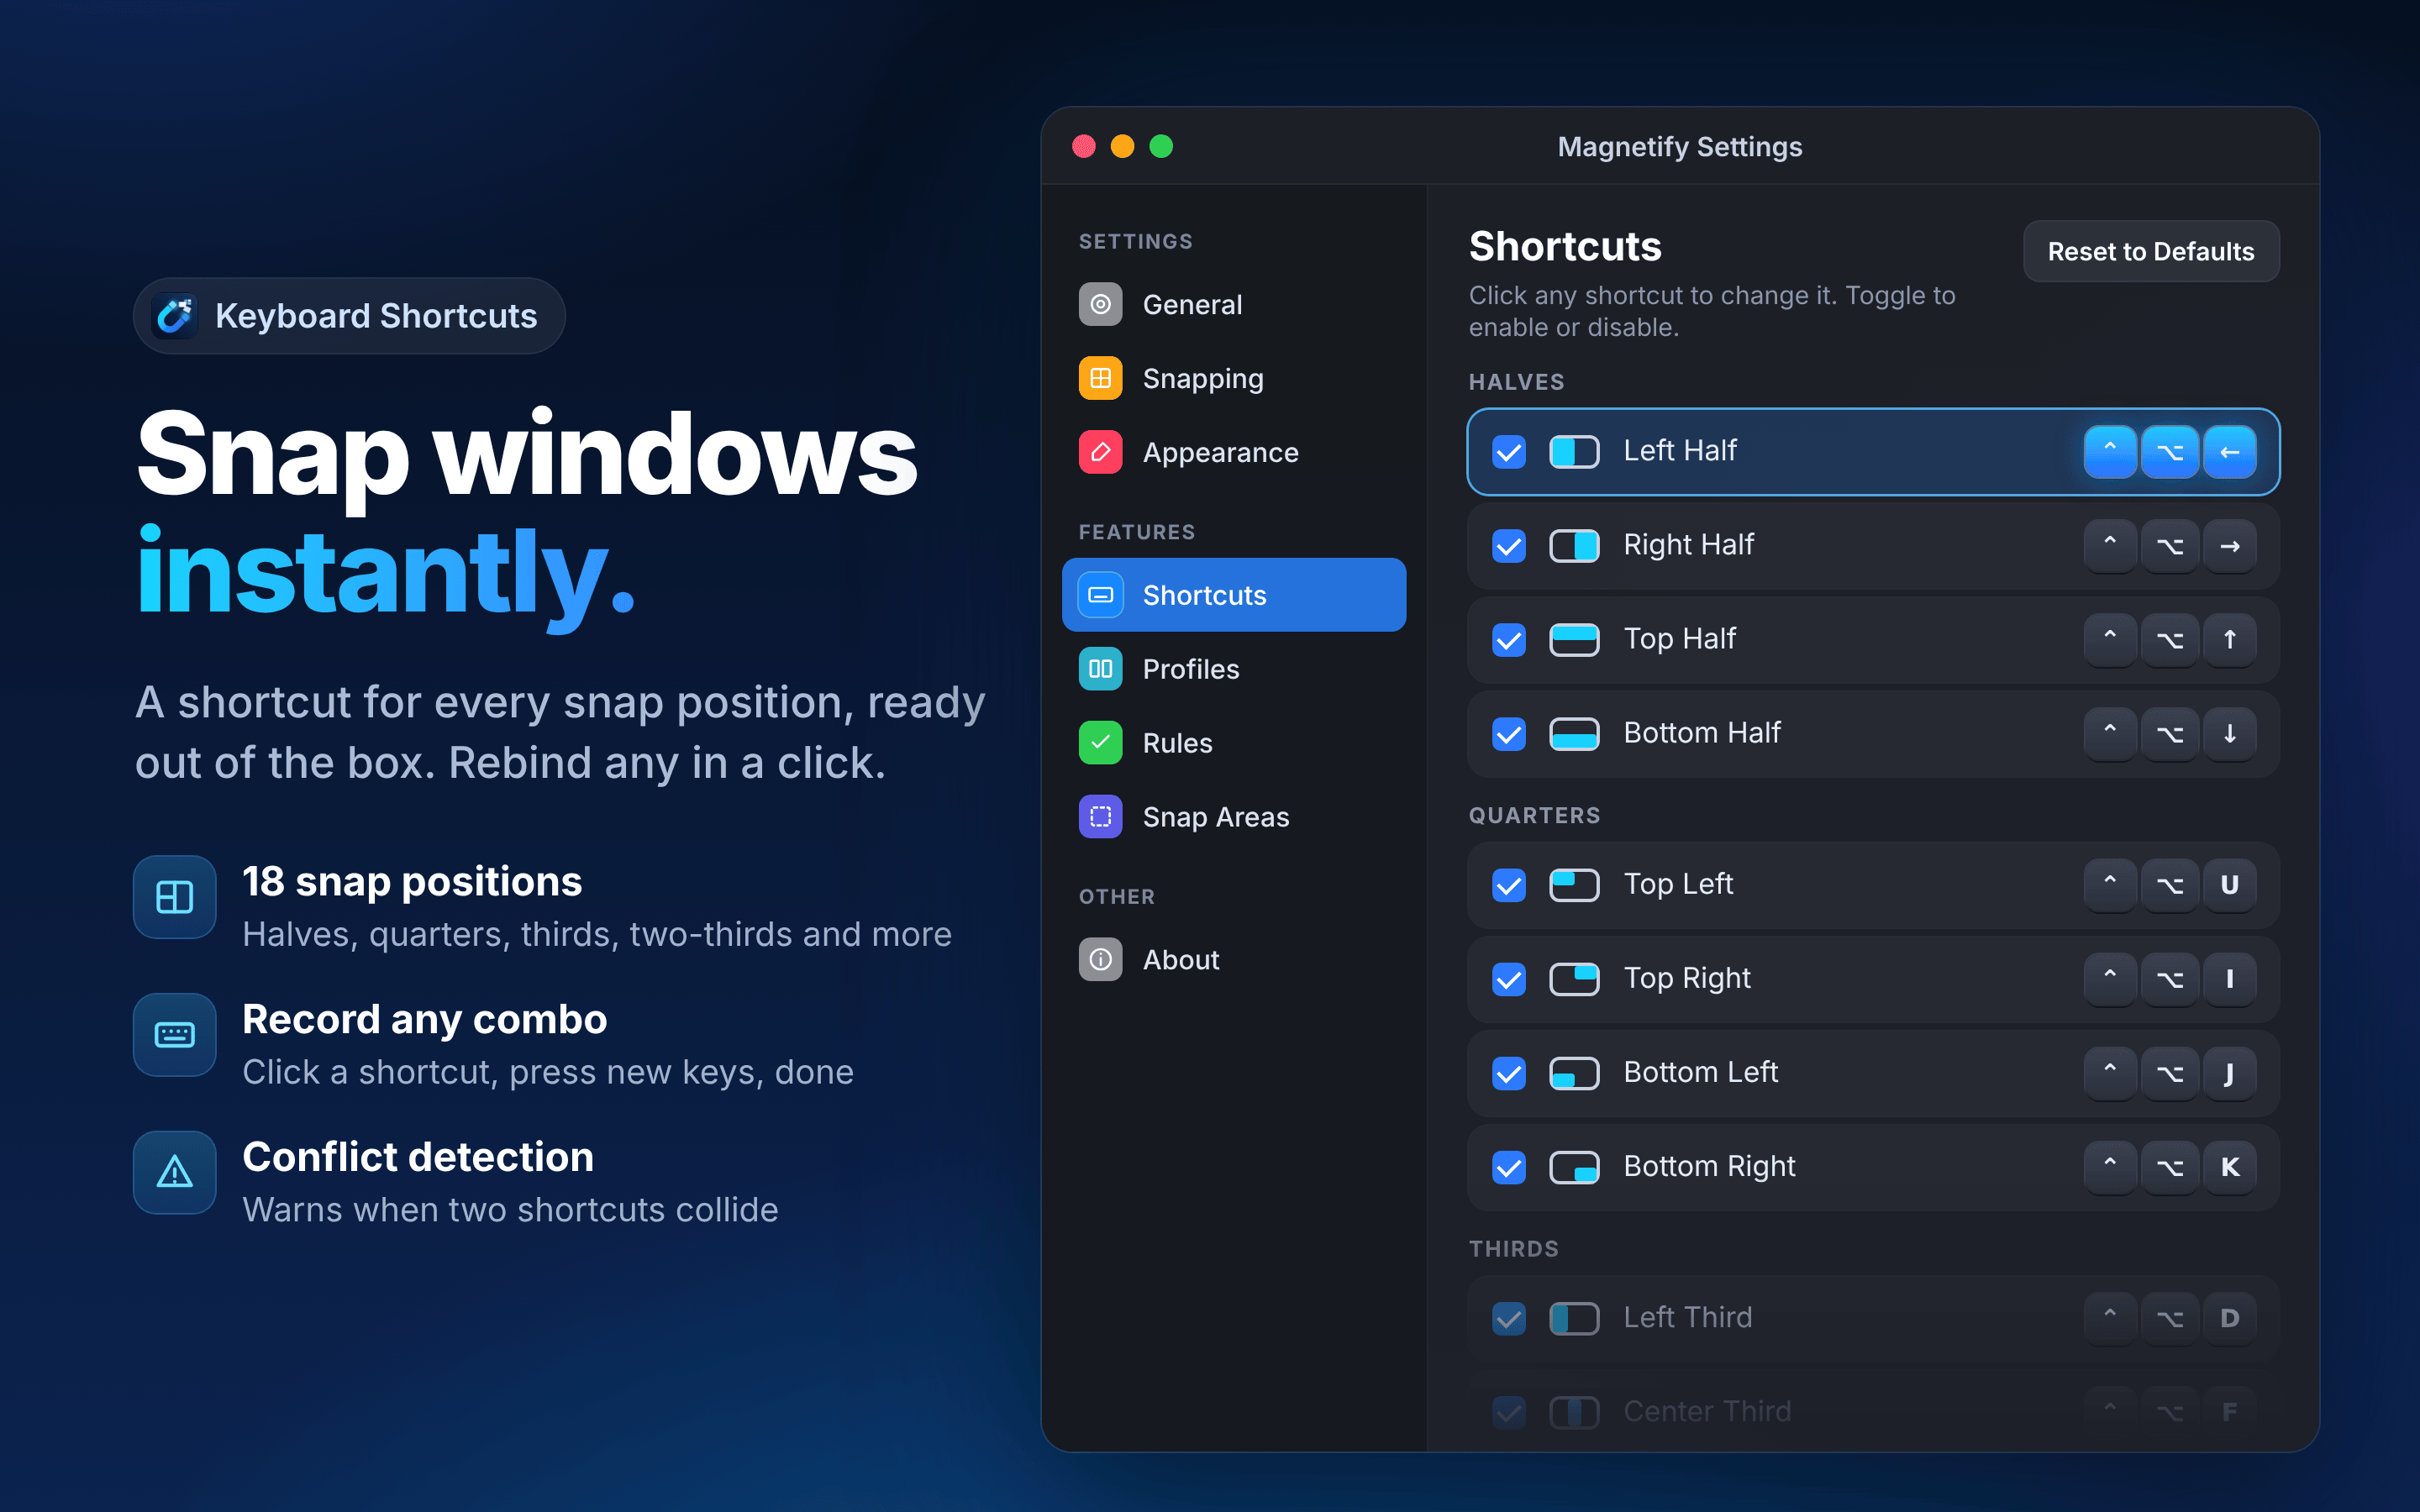 Keyboard Shortcuts
Snap windows
instantly.
A shortcut for every snap position, ready
out of the box. Rebind any in a click.
18 snap positions
Halves, quarters, thirds, two-thirds and more
Record any combo
Click a shortcut, press new keys, done
Conflict detection
Warns when two shortcuts collide
Magnetify Settings
SETTINGS
General
Snapping
Appearance
FEATURES
Shortcuts
Profiles
Rules
Snap Areas
OTHER
About
Shortcuts
Reset to Defaults
Click any shortcut to change it. Toggle to
enable or disable.
HALVES
Left Half ⌃ ⌥ ←
Right Half ⌃ ⌥ →
Top Half ⌃ ⌥ ↑
Bottom Half ⌃ ⌥ ↓
QUARTERS
Top Left ⌃ ⌥ U
Top Right ⌃ ⌥ I
Bottom Left ⌃ ⌥ J
Bottom Right ⌃ ⌥ K
THIRDS
Left Third ⌃ ⌥ D
Center Third ⌃ ⌥ F